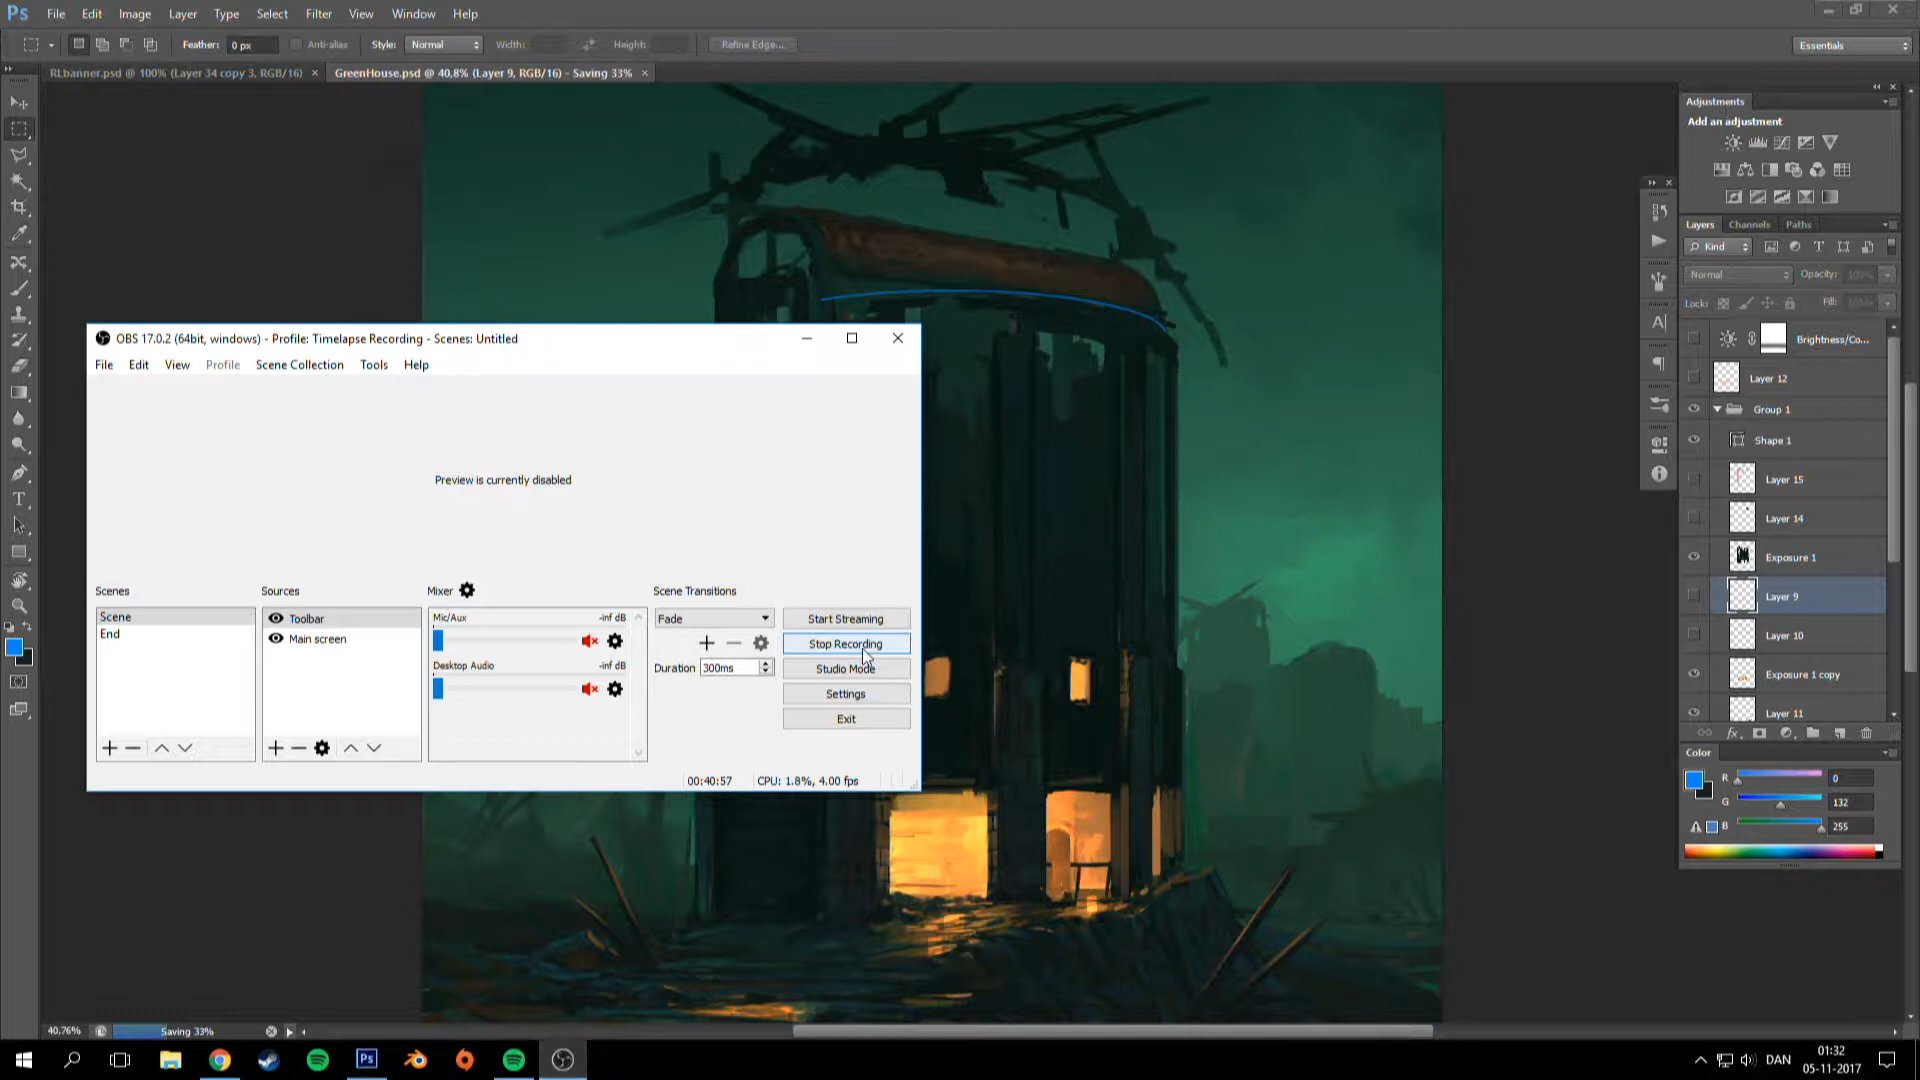 Ps File Edit Image Layer Type Select Filter View Window Help
Feather: 0 px Anti-alias Style: Normal Width: Height: Refine Edge... Essentials
RLbanner.psd @ 100% (Layer 34 copy 3, RGB/16) × GreenHouse.psd @ 40,8% (Layer 9, RGB/16) - Saving 33% ×
Adjustments
Add an adjustment
Layers Channels Paths
Kind
Normal Opacity: 100%
Lock: Fill: 100%
Brightness/Co...
Layer 12
Group 1
Shape 1
Layer 15
Layer 14
Exposure 1
Layer 9
Layer 10
Exposure 1 copy
Layer 11
Color
R 0
G 132
B 255
OBS 17.0.2 (64bit, windows) - Profile: Timelapse Recording - Scenes: Untitled
File Edit View Profile Scene Collection Tools Help
Preview is currently disabled
Scenes Sources Mixer Scene Transitions
Scene
End
Toolbar
Main screen
Mic/Aux -inf dB
Desktop Audio -inf dB
Fade
Duration 300ms
Start Streaming
Stop Recording
Studio Mode
Settings
Exit
00:40:57 CPU: 1.8%, 4.00 fps
40,76% Saving 33%
Ps
DAN
01:32
05-11-2017